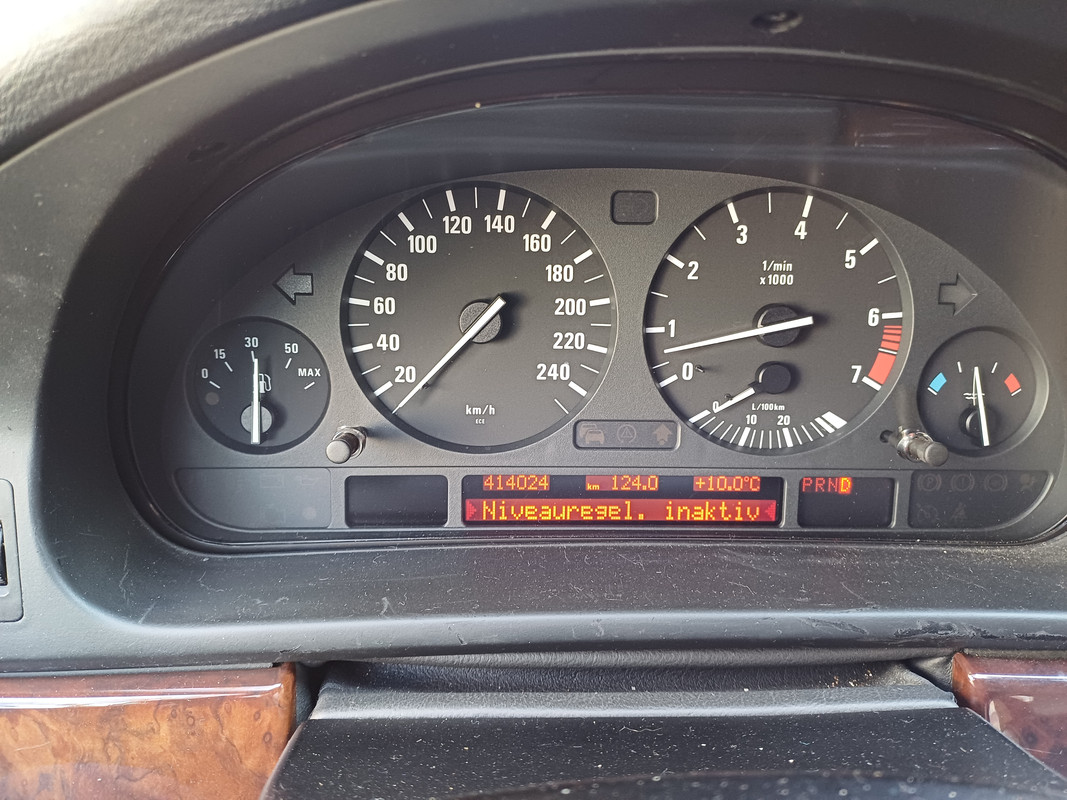 0 15 30 50 MAX
20 40 60 80 100 120 140 160 180 200 220 240
km/h
ECE
0 1 2 3 4 5 6 7
1/min
x1000
0 10 20
L/100km
414024 km 124.0 +10.0°C
Niveauregel. inaktiv
PRND